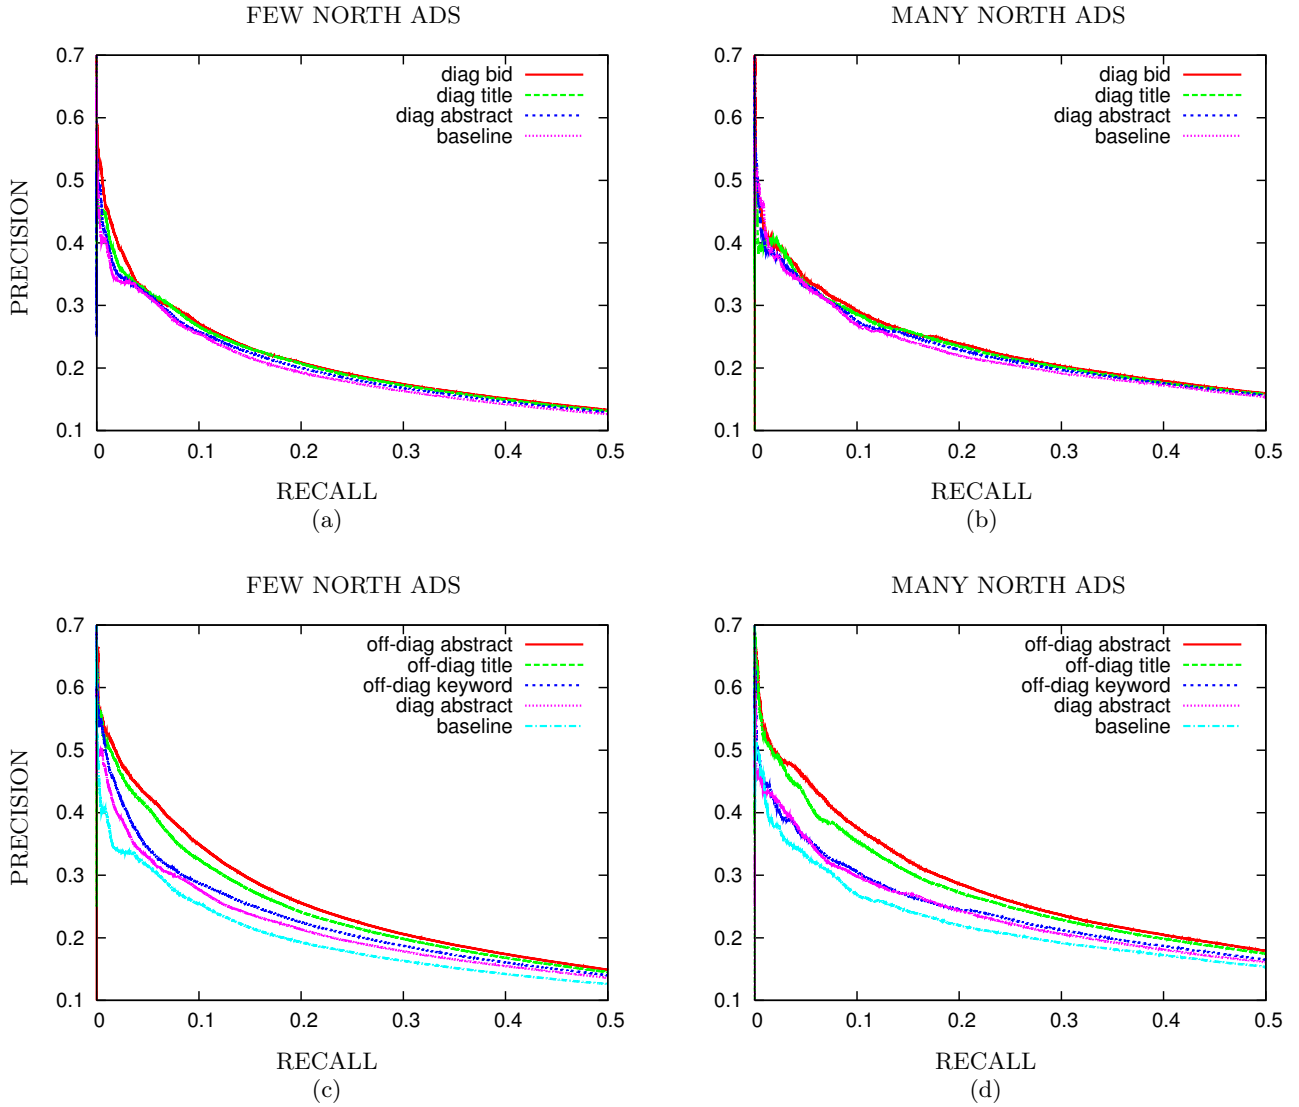 FEW NORTH ADS
0.7
0.6
0.5
0.4
0.3
0.2
0.1
PRECISION
diag bid
diag title
diag abstract
baseline
0 0.1 0.2 0.3 0.4 0.5
RECALL
(a)
MANY NORTH ADS
0.7
0.6
0.5
0.4
0.3
0.2
0.1
diag bid
diag title
diag abstract
baseline
0 0.1 0.2 0.3 0.4 0.5
RECALL
(b)
FEW NORTH ADS
0.7
0.6
0.5
0.4
0.3
0.2
0.1
PRECISION
off-diag abstract
off-diag title
off-diag keyword
diag abstract
baseline
0 0.1 0.2 0.3 0.4 0.5
RECALL
(c)
MANY NORTH ADS
0.7
0.6
0.5
0.4
0.3
0.2
0.1
off-diag abstract
off-diag title
off-diag keyword
diag abstract
baseline
0 0.1 0.2 0.3 0.4 0.5
RECALL
(d)